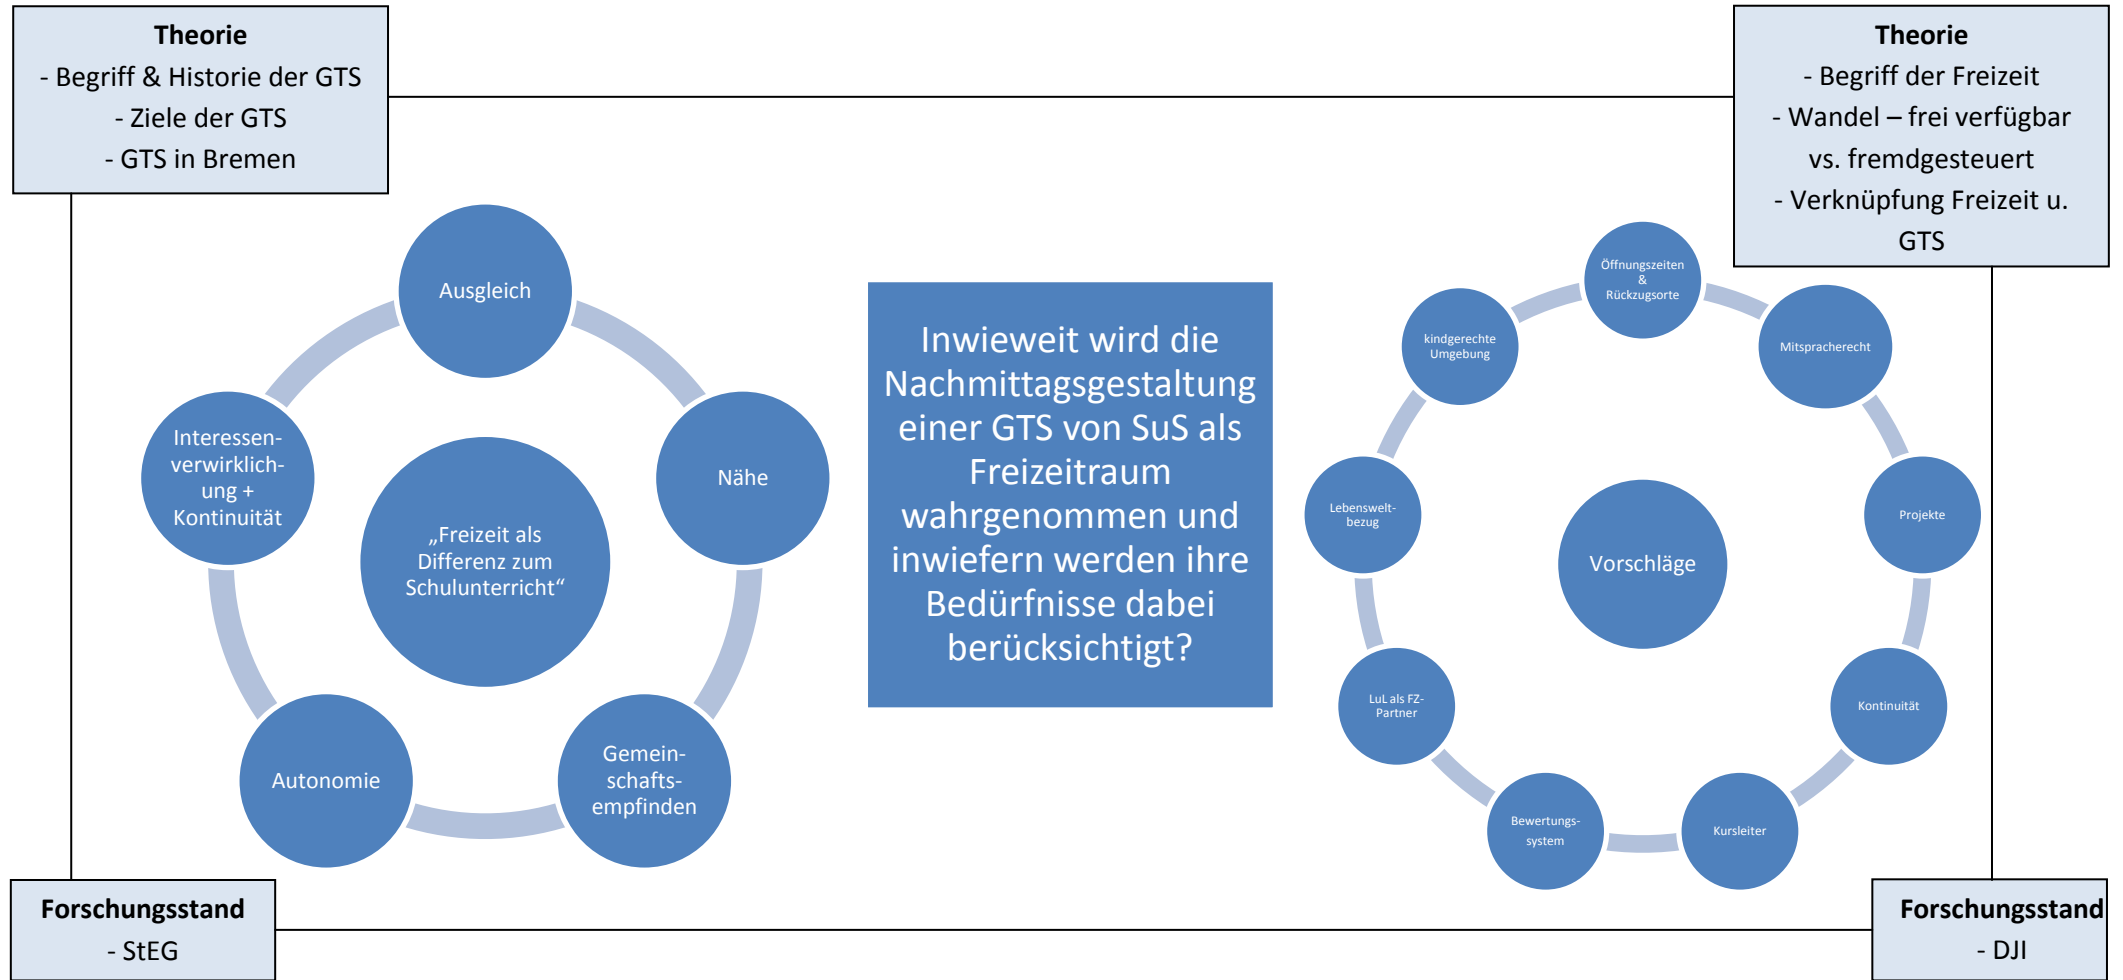 Theorie
- Begriff & Historie der GTS
- Ziele der GTS
- GTS in Bremen
Theorie
- Begriff der Freizeit
- Wandel – frei verfügbar
vs. fremdgesteuert
- Verknüpfung Freizeit u.
GTS
Ausgleich
Nähe
Gemein-
schafts-
empfinden
Autonomie
Interessen-
verwirklich-
ung +
Kontinuität
„Freizeit als
Differenz zum
Schulunterricht“
Inwieweit wird die
Nachmittagsgestaltung
einer GTS von SuS als
Freizeitraum
wahrgenommen und
inwiefern werden ihre
Bedürfnisse dabei
berücksichtigt?
Öffnungszeiten
&
Rückzugsorte
Mitspracherecht
Projekte
Kontinuität
Kursleiter
Bewertungs-
system
LuL als FZ-
Partner
Lebenswelt-
bezug
kindgerechte
Umgebung
Vorschläge
Forschungsstand
- StEG
Forschungsstand
- DJI